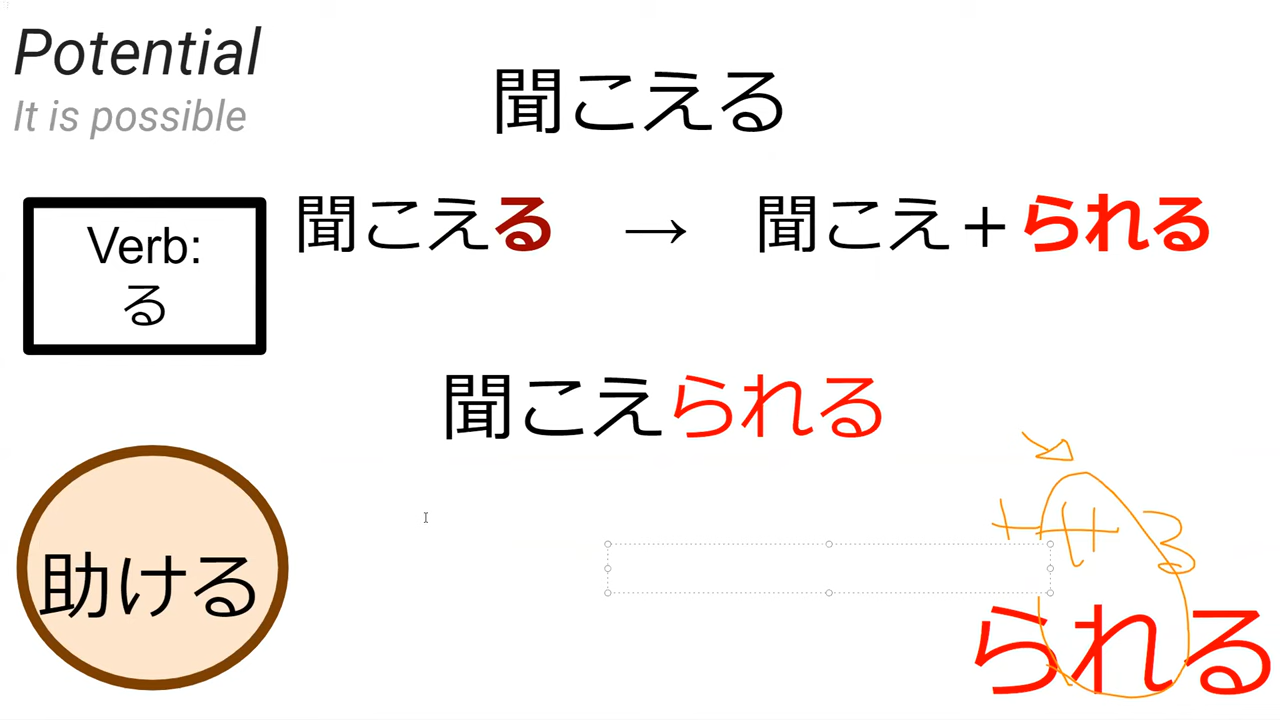 Potential
It is possible
聞こえる
聞こえる → 聞こえ+られる
Verb:
る
聞こえられる
助ける
られる